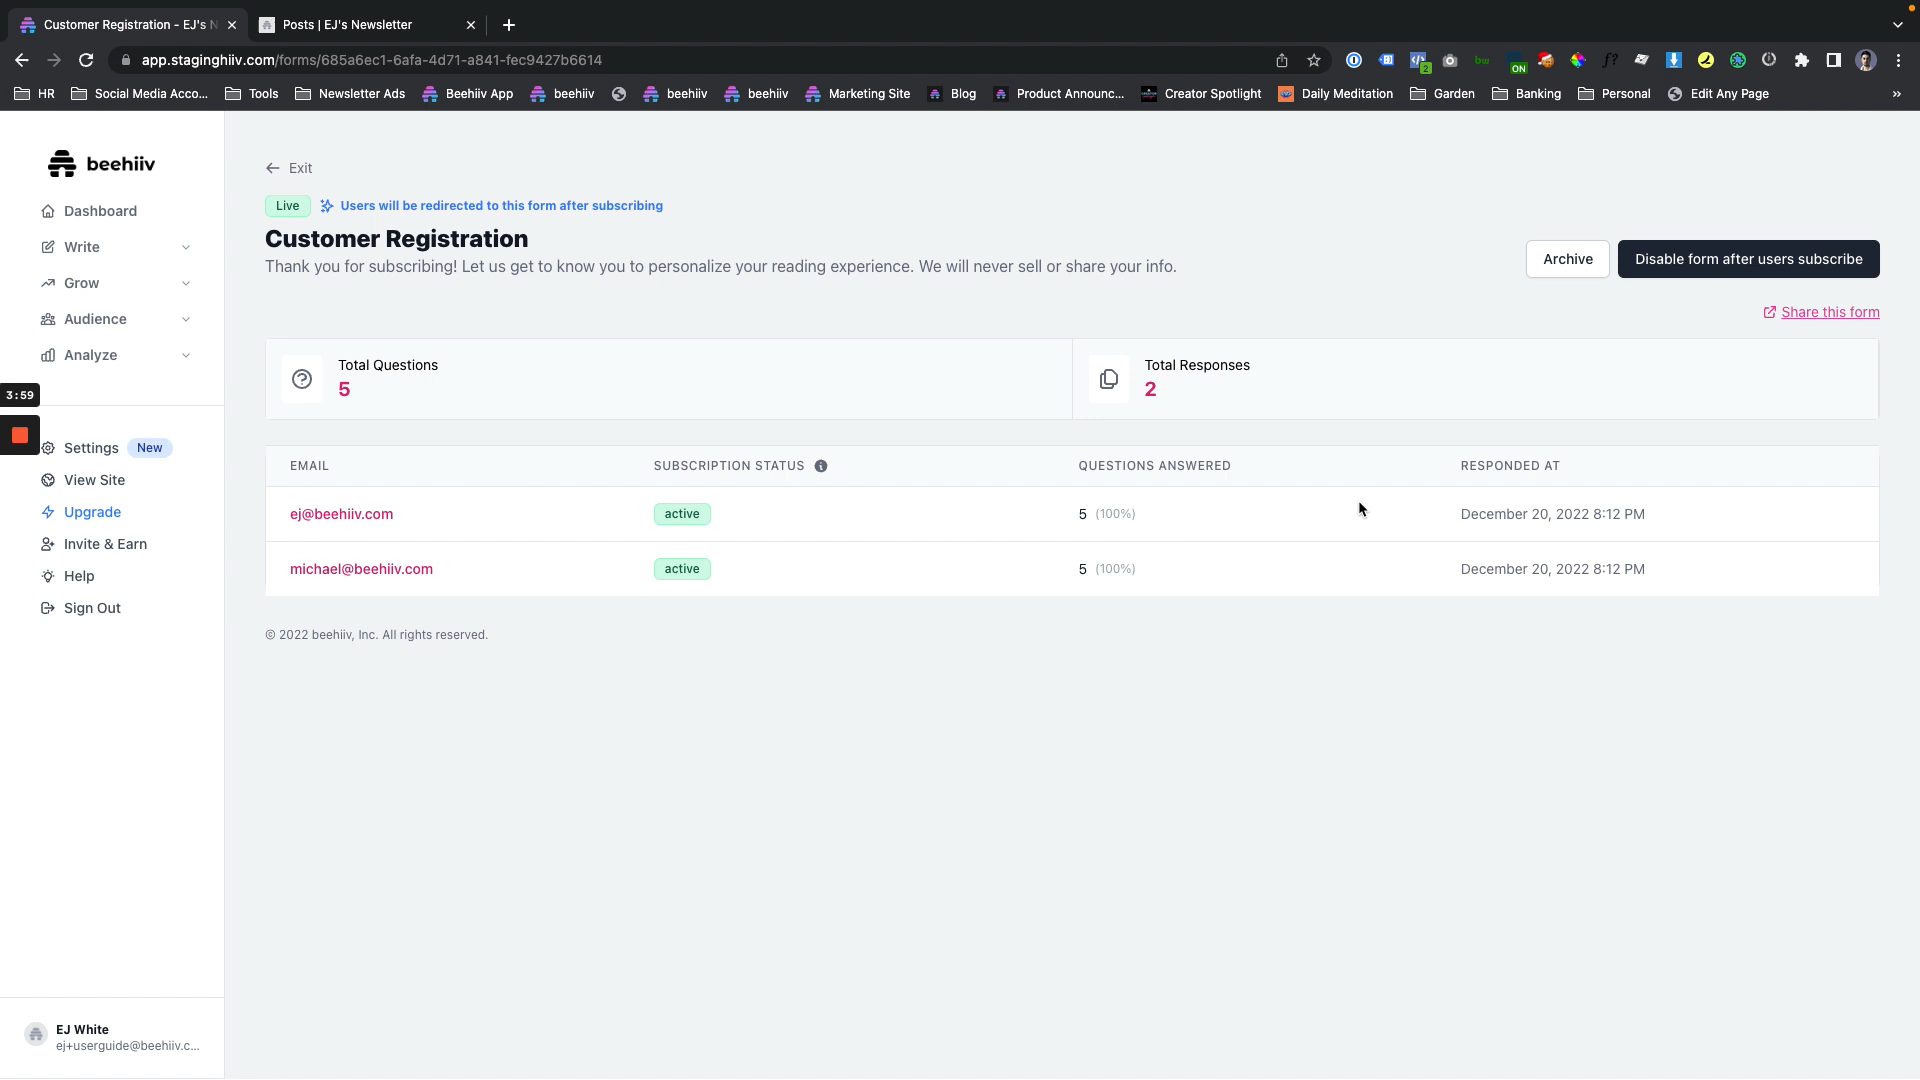 Customer Registration - EJ's N
Posts | EJ's Newsletter
app.staginghiiv.com/forms/685a6ec1-6afa-4d71-a841-fec9427b6614
2
bw
ON
f?
HR
Social Media Acco...
Tools
Newsletter Ads
Beehiiv App
beehiiv
beehiiv
beehiiv
Marketing Site
Blog
Product Announc...
Creator Spotlight
Daily Meditation
Garden
Banking
Personal
Edit Any Page
»
beehiiv
Dashboard
Write
Grow
Audience
Analyze
3:59
Settings New
View Site
Upgrade
Invite & Earn
Help
Sign Out
EJ White
ej+userguide@beehiiv.c...
Exit
Live
Users will be redirected to this form after subscribing
Customer Registration
Thank you for subscribing! Let us get to know you to personalize your reading experience. We will never sell or share your info.
Archive
Disable form after users subscribe
Share this form
Total Questions
5
Total Responses
2
EMAIL SUBSCRIPTION STATUS QUESTIONS ANSWERED RESPONDED AT
ej@beehiiv.com active 5 (100%) December 20, 2022 8:12 PM
michael@beehiiv.com active 5 (100%) December 20, 2022 8:12 PM
© 2022 beehiiv, Inc. All rights reserved.